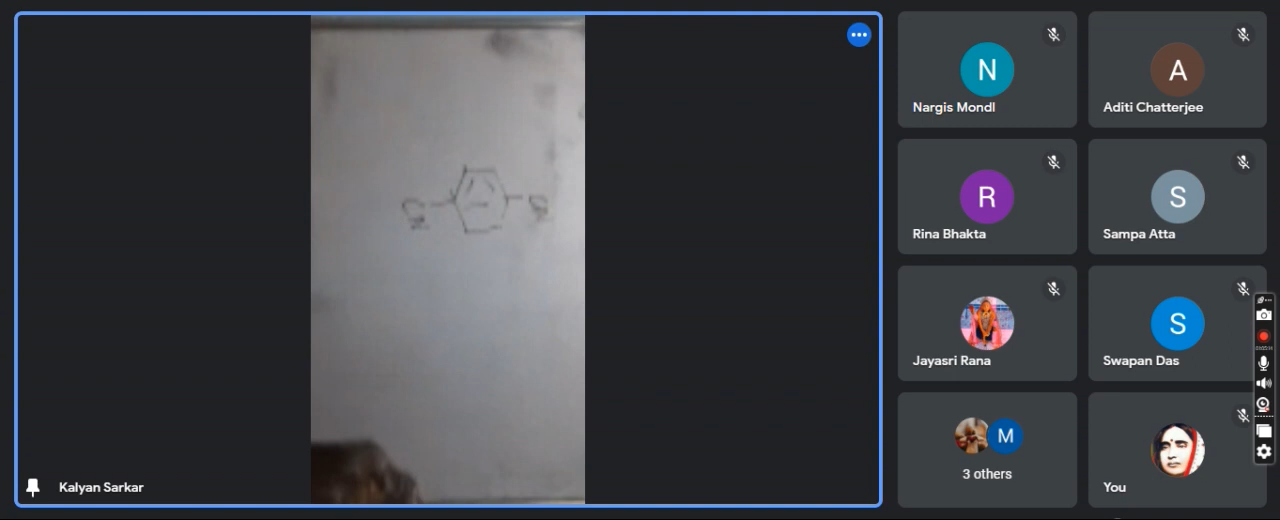 N
A
Nargis Mondl
Aditi Chatterjee
R
S
Rina Bhakta
Sampa Atta
S
Jayasri Rana
Swapan Das
M
3 others
Kalyan Sarkar
You